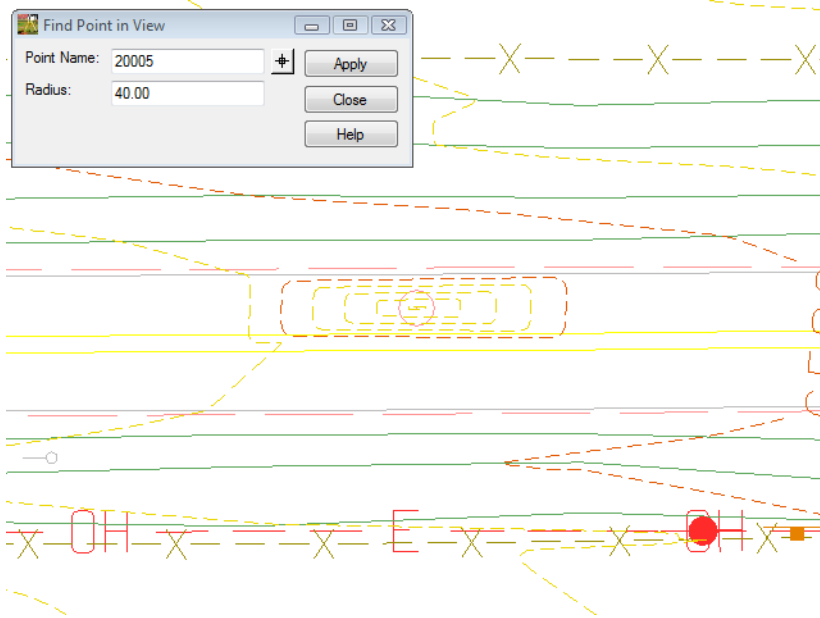 Find Point in View
Point Name: 20005
Apply
Radius: 40.00
Close
Help
X X X
OH E OH
X X X X X X